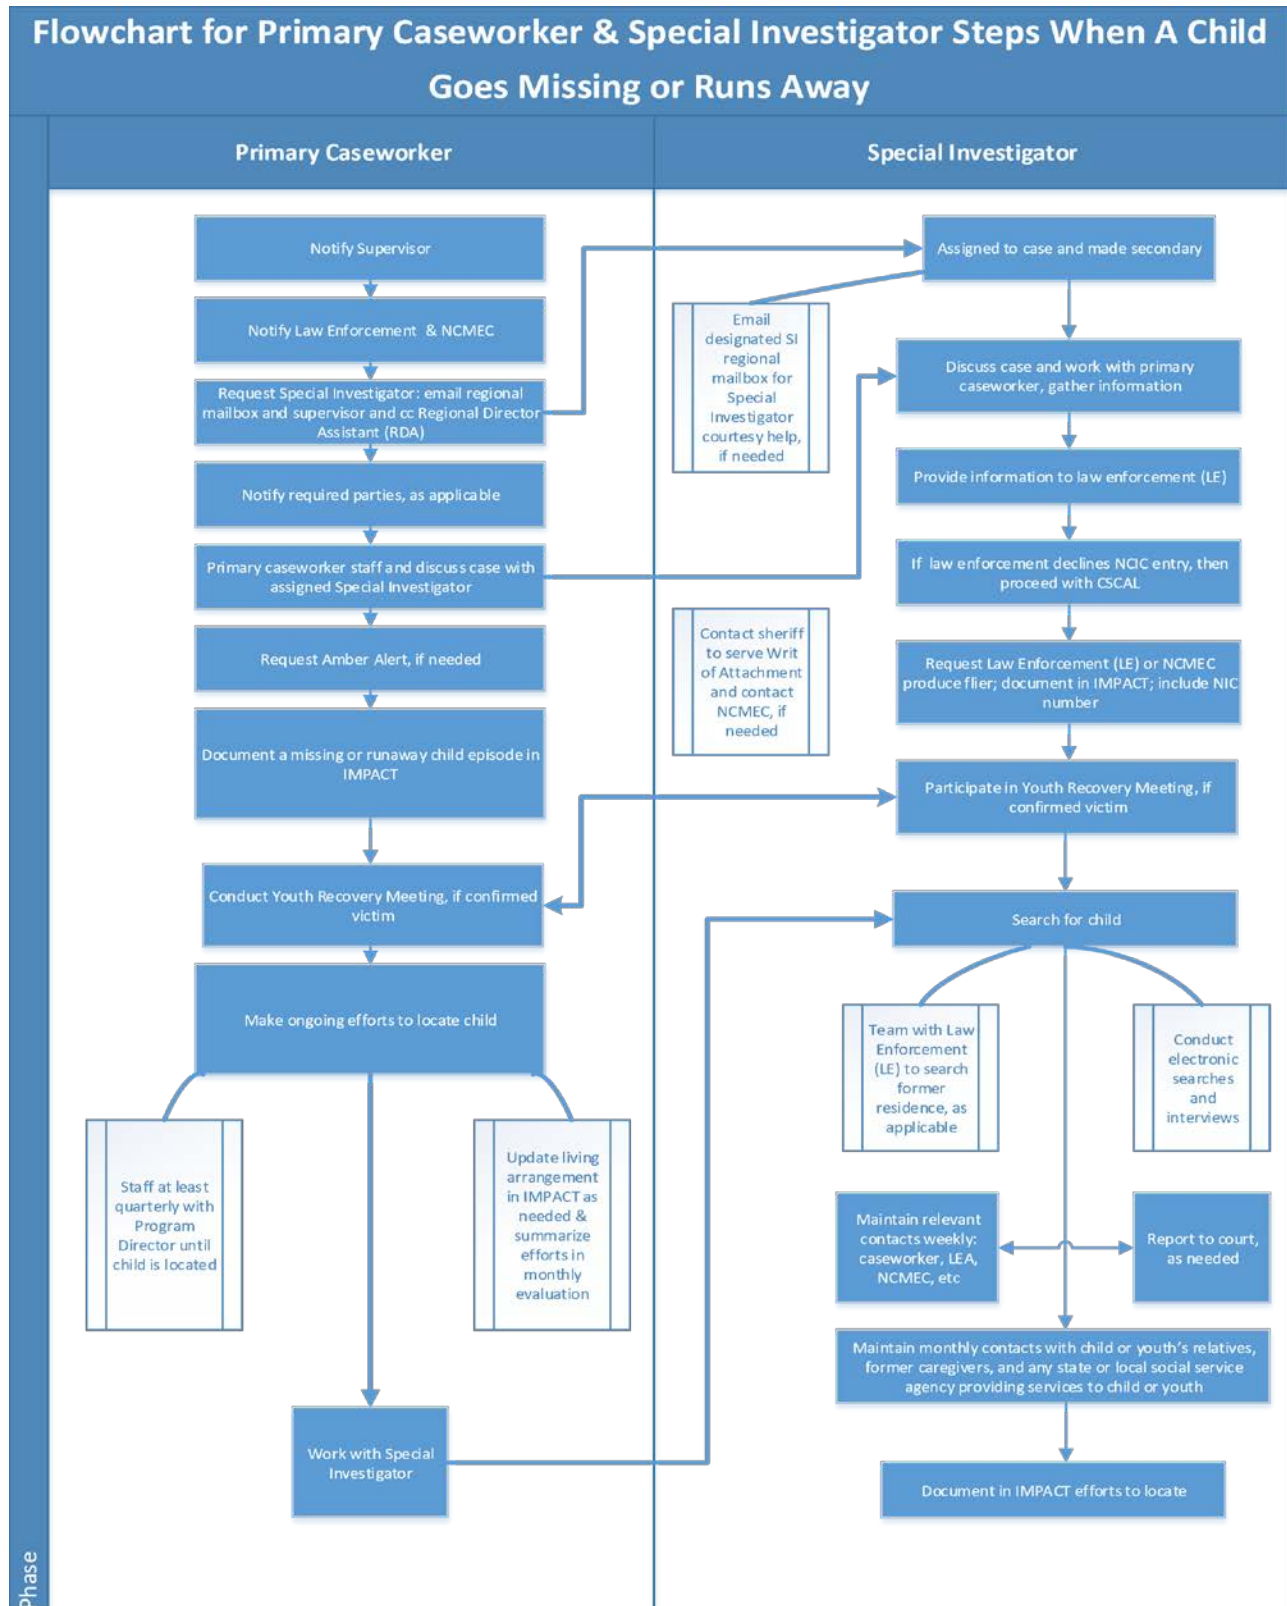 Flowchart for Primary Caseworker & Special Investigator Steps When A Child
Goes Missing or Runs Away
Primary Caseworker
Notify Supervisor
Notify Law Enforcement & NCMEC
Request Special Investigator: email regional
mailbox and supervisor and cc Regional Director
Assistant (RDA)
Notify required parties, as applicable
Primary caseworker staff and discuss case with
assigned Special Investigator
Request Amber Alert, if needed
Document a missing or runaway child episode in
IMPACT
Conduct Youth Recovery Meeting, if confirmed
victim
Make ongoing efforts to locate child
Staff at least
quarterly with
Program
Director until
child is located
Update living
arrangement
in IMPACT as
needed &
summarize
efforts in
monthly
evaluation
Work with Special
Investigator
Special Investigator
Assigned to case and made secondary
Email
designated SI
regional
mailbox for
Special
Investigator
courtesy help,
if needed
Discuss case and work with primary
caseworker, gather information
Provide information to law enforcement (LE)
If law enforcement declines NCIC entry, then
proceed with CSCAL
Contact sheriff
to serve Writ
of Attachment
and contact
NCMEC, if
needed
Request Law Enforcement (LE) or NCMEC
produce flier; document in IMPACT; include NIC
number
Participate in Youth Recovery Meeting, if
confirmed victim
Search for child
Team with Law
Enforcement
(LE) to search
former
residence, as
applicable
Conduct
electronic
searches
and
interviews
Maintain relevant
contacts weekly:
caseworker, LEA,
NCMEC, etc
Report to court,
as needed
Maintain monthly contacts with child or youth's relatives,
former caregivers, and any state or local social service
agency providing services to child or youth
Document in IMPACT efforts to locate
Phase